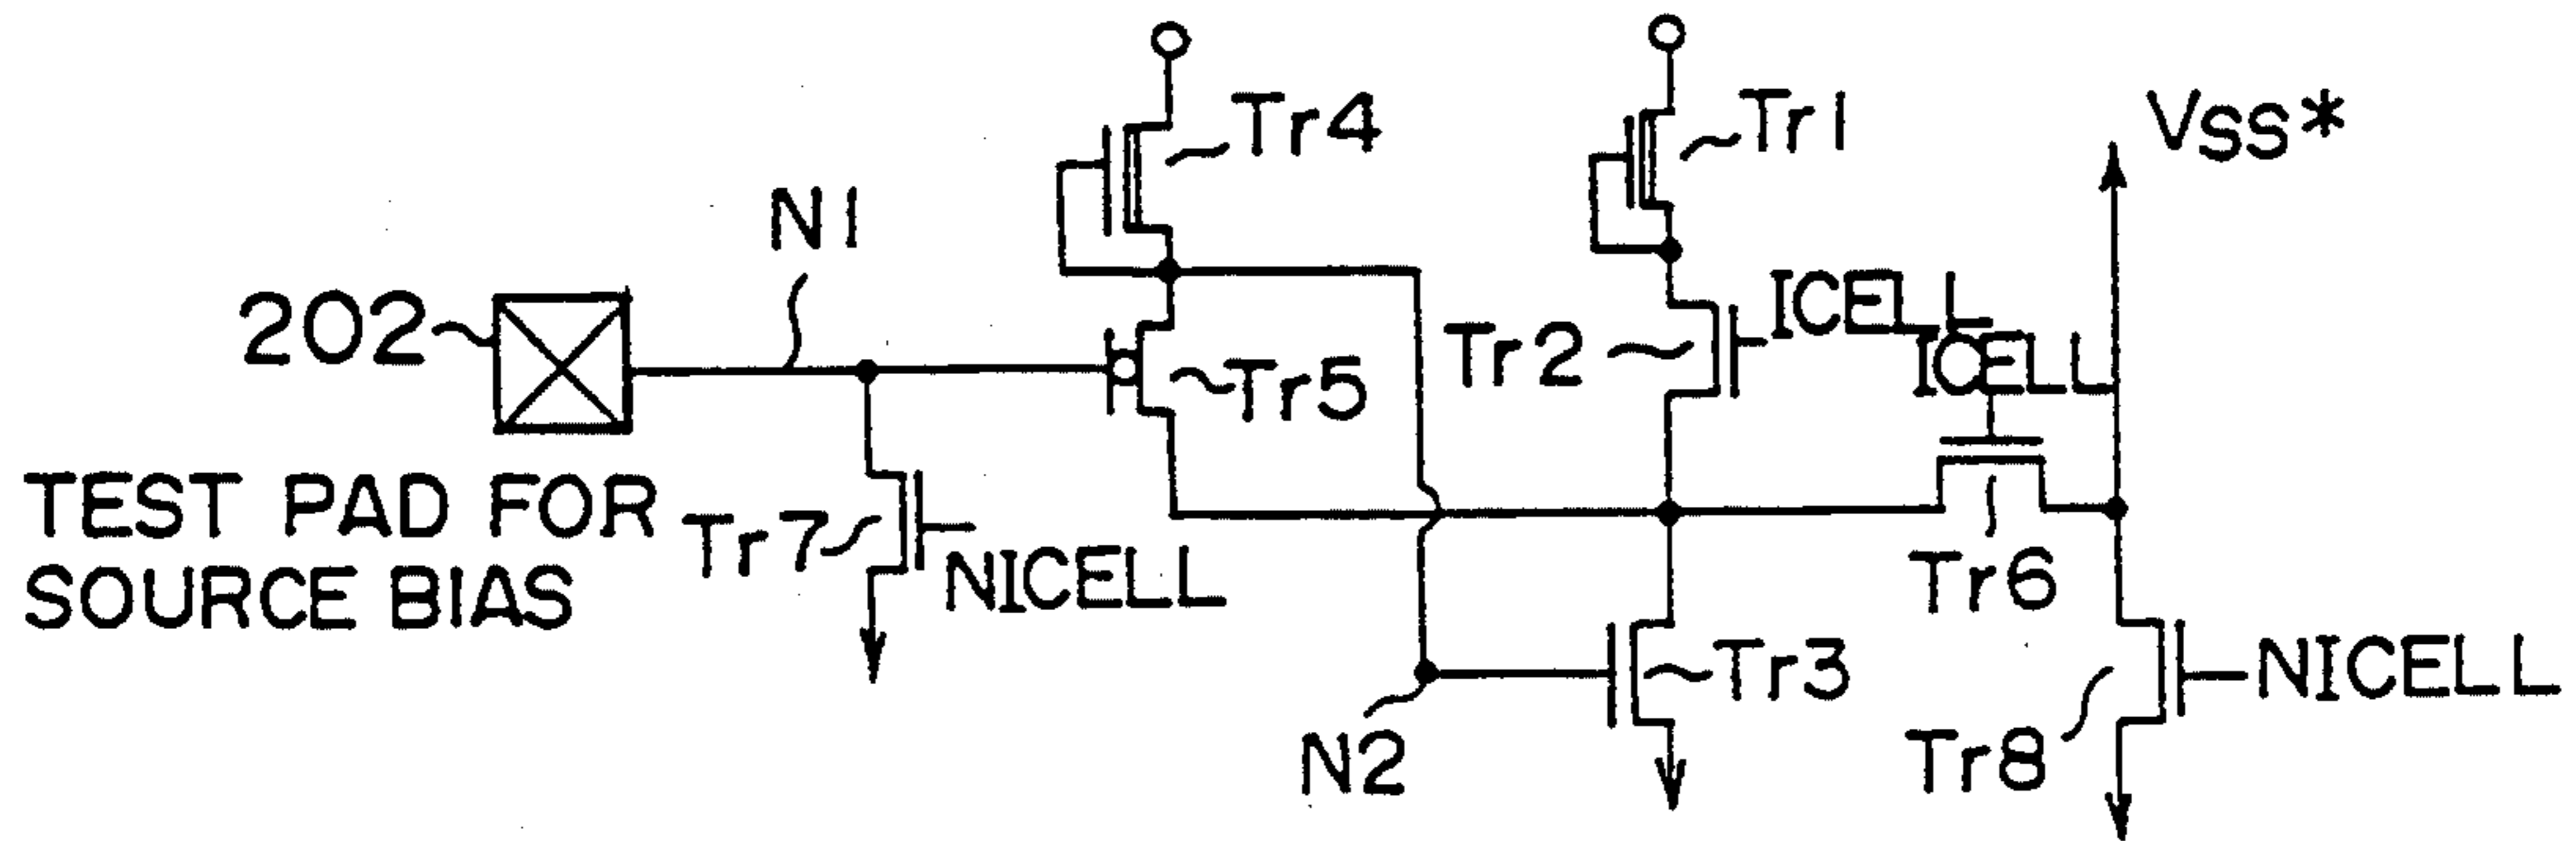 Tr4
Tr1
VSS*
N1
202
Tr5
Tr2
ICELL
ICELL
TEST PAD FOR
SOURCE BIAS
Tr7
NICELL
Tr6
N2
Tr3
Tr8
NICELL